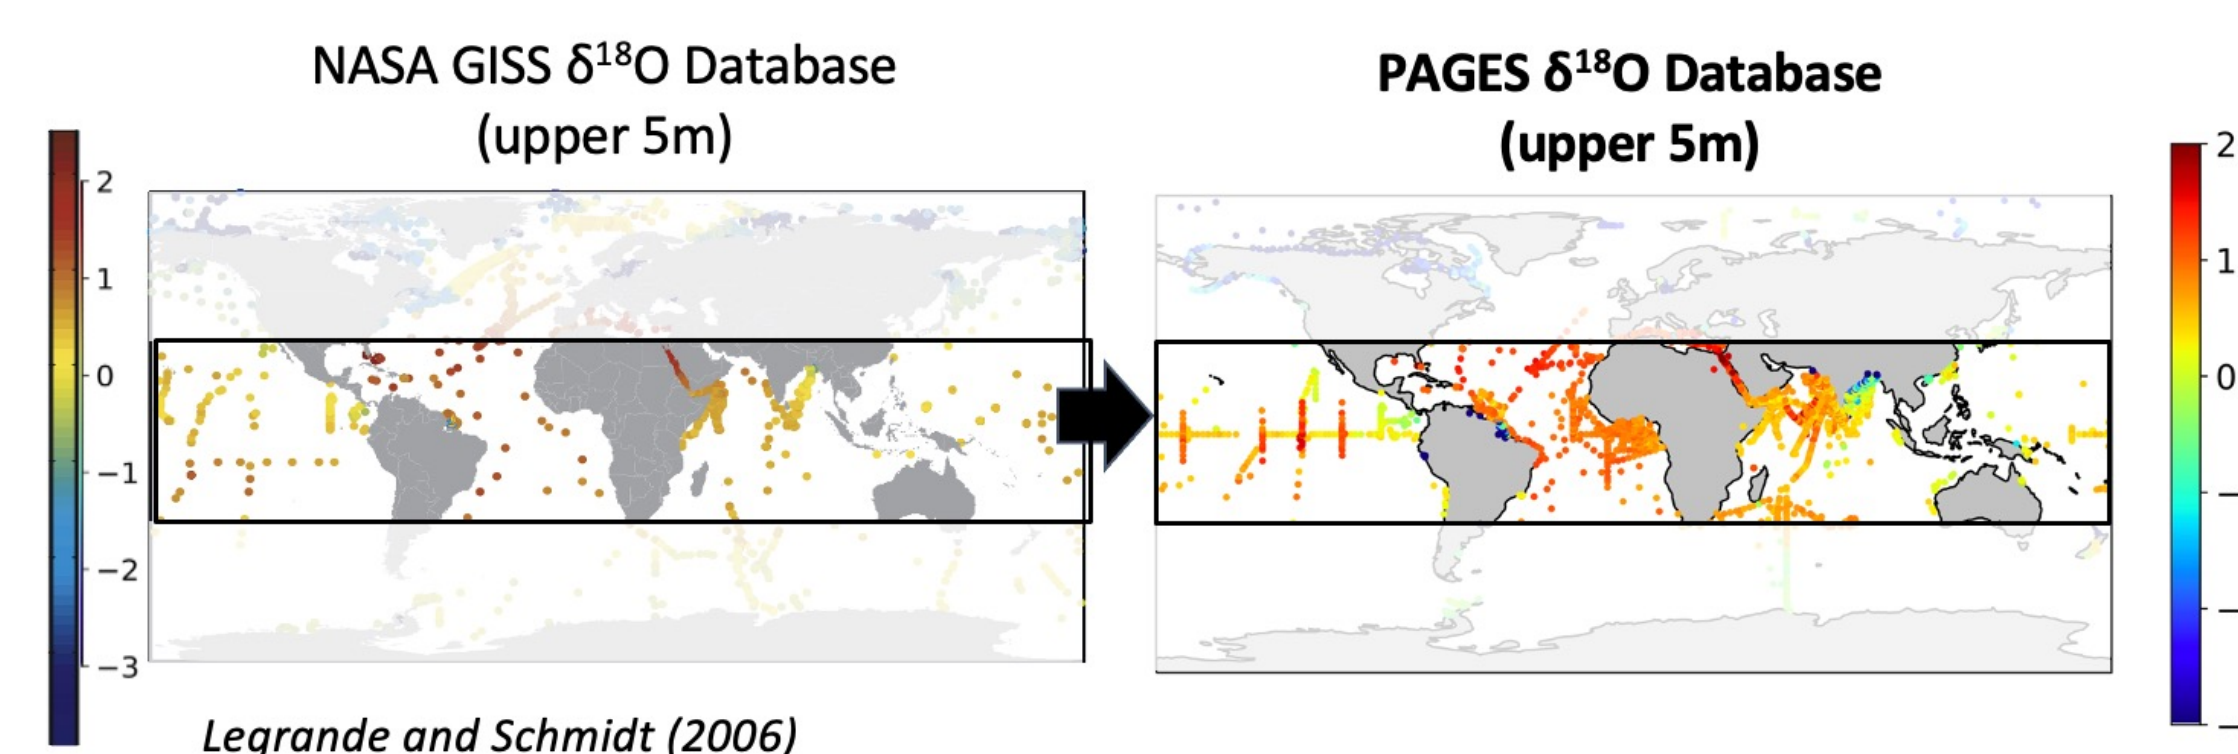 NASA GISS δ¹⁸O Database
(upper 5m)
PAGES δ¹⁸O Database
(upper 5m)
2
1
0
−1
−2
−3
2
1
0
Legrande and Schmidt (2006)